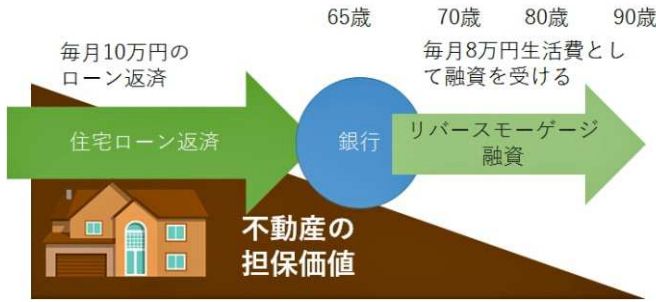 65歳 70歳 80歳 90歳
毎月10万円の
ローン返済
毎月8万円生活費とし
て融資を受ける
住宅ローン返済
銀行
リバースモーゲージ
融資
不動産の
担保価値